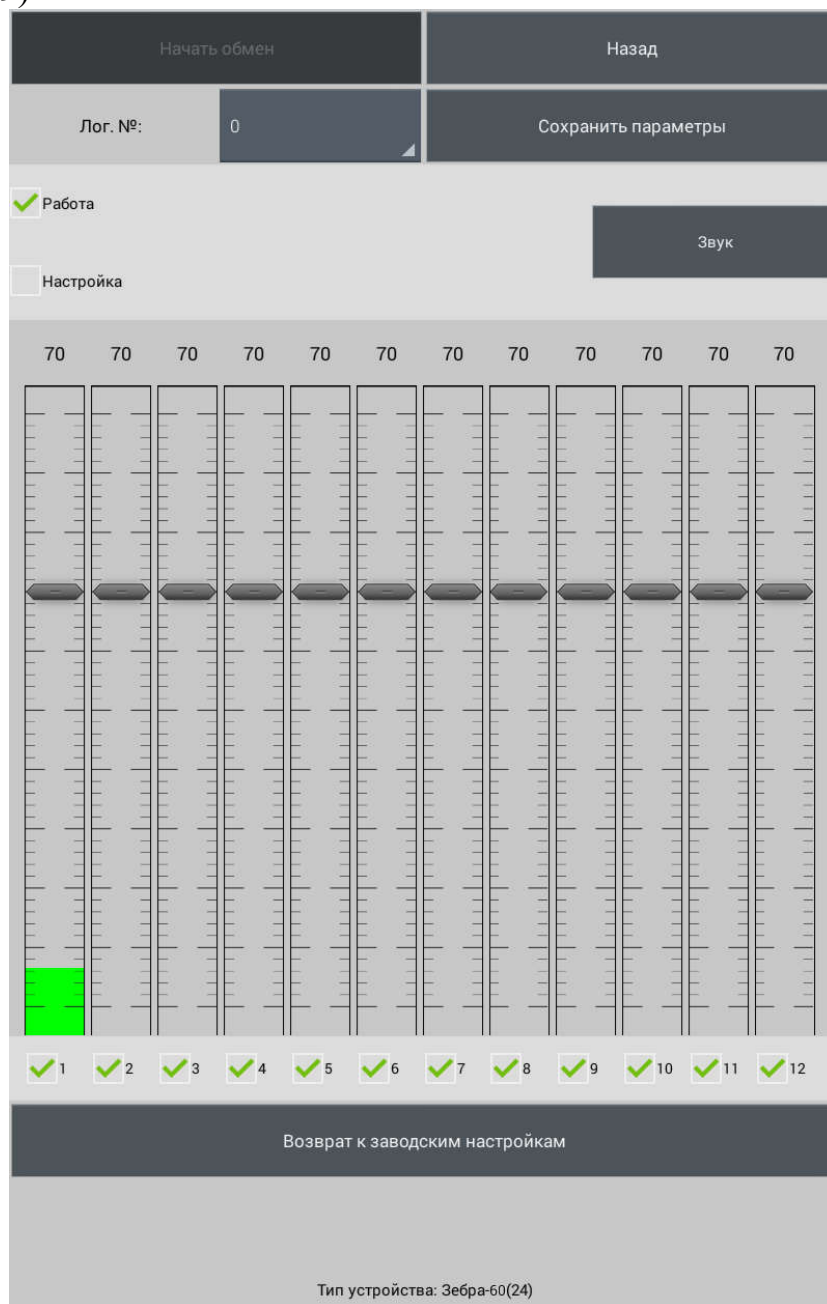 Начать обмен Назад
Лог. №: 0 Сохранить параметры
Работа
Звук
Настройка
70 70 70 70 70 70 70 70 70 70 70 70
1 2 3 4 5 6 7 8 9 10 11 12
Возврат к заводским настройкам
Тип устройства: Зебра-60(24)